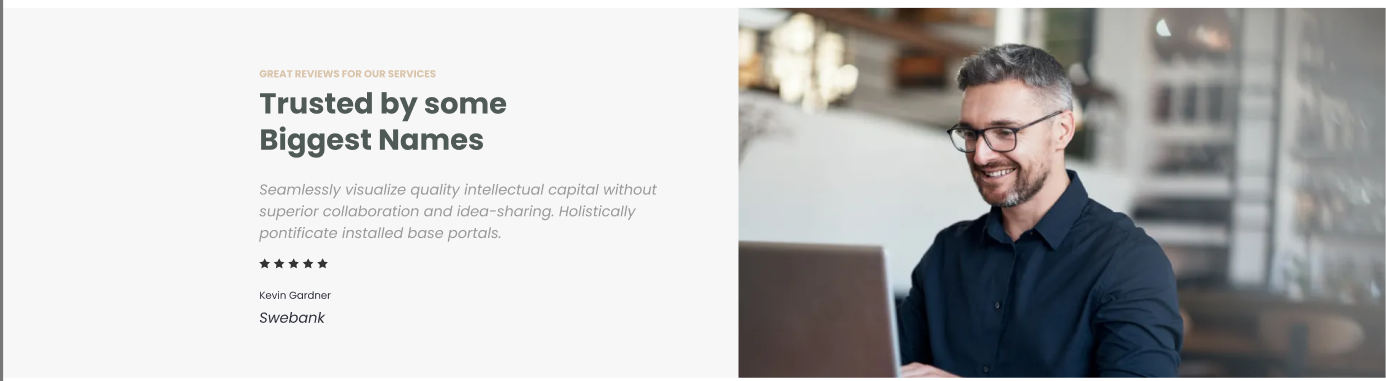 GREAT REVIEWS FOR OUR SERVICES
Trusted by some
Biggest Names
Seamlessly visualize quality intellectual capital without
superior collaboration and idea-sharing. Holistically
pontificate installed base portals.
★ ★ ★ ★ ★
Kevin Gardner
Swebank